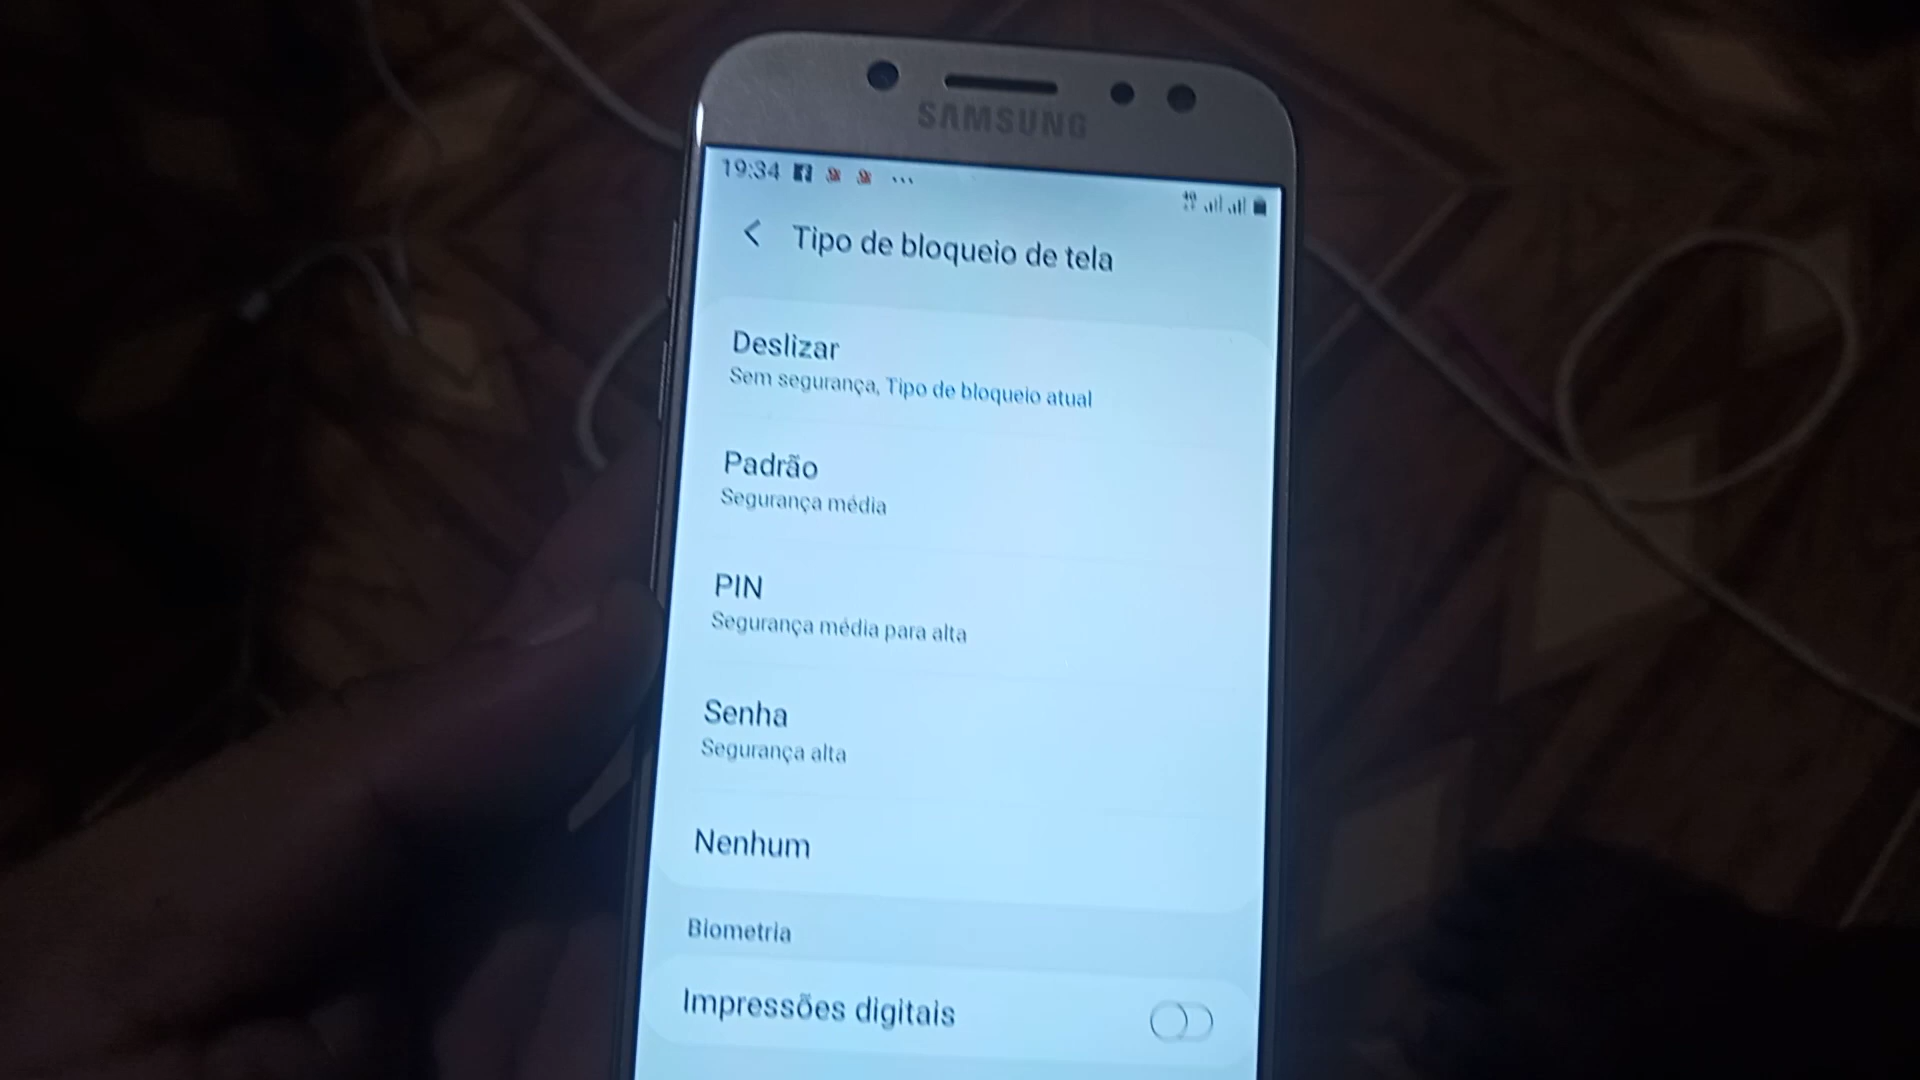 SAMSUNG
19:34
Tipo de bloqueio de tela
Deslizar
Sem segurança, Tipo de bloqueio atual
Padrão
Segurança média
PIN
Segurança média para alta
Senha
Segurança alta
Nenhum
Biometria
Impressões digitais